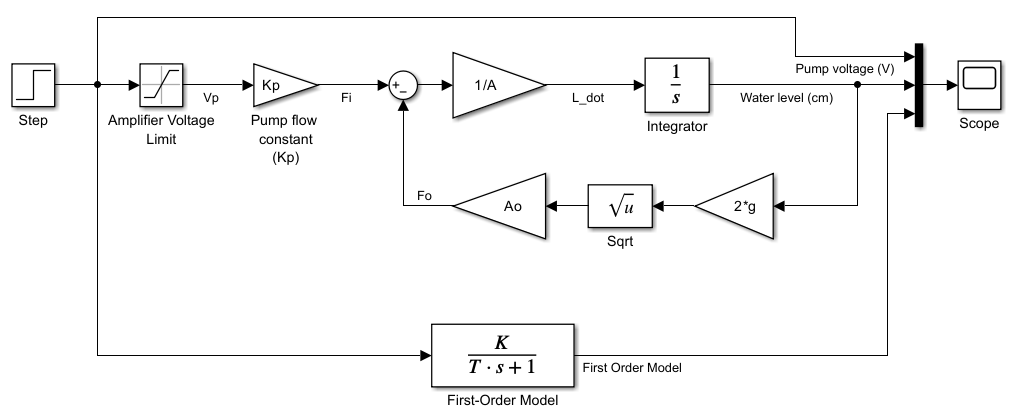 Pump voltage (V)
Step
Amplifier Voltage
Limit
Vp
Kp
Pump flow
constant
(Kp)
Fi
+
−
1/A
L_dot
1
s
Integrator
Water level (cm)
Scope
Fo
Ao
√u
Sqrt
2*g
K
T · s + 1
First-Order Model
First Order Model